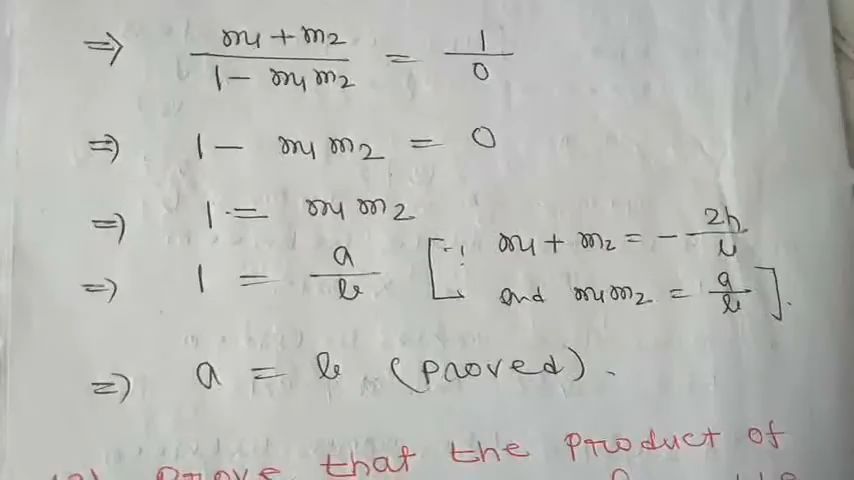 ⇒ m₁ + m₂ / 1 - m₁m₂ = 1/0
⇒ 1 - m₁m₂ = 0
⇒ 1 = m₁m₂
⇒ 1 = a/b [∵ m₁ + m₂ = - 2h/b
and m₁m₂ = a/b].
⇒ a = b (proved).
prove that the product of